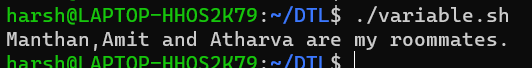 harsh@LAPTOP-HHOS2K79:~/DTL$ ./variable.sh
Manthan,Amit and Atharva are my roommates.
harsh@LAPTOP-HHOS2K79:~/DTL$